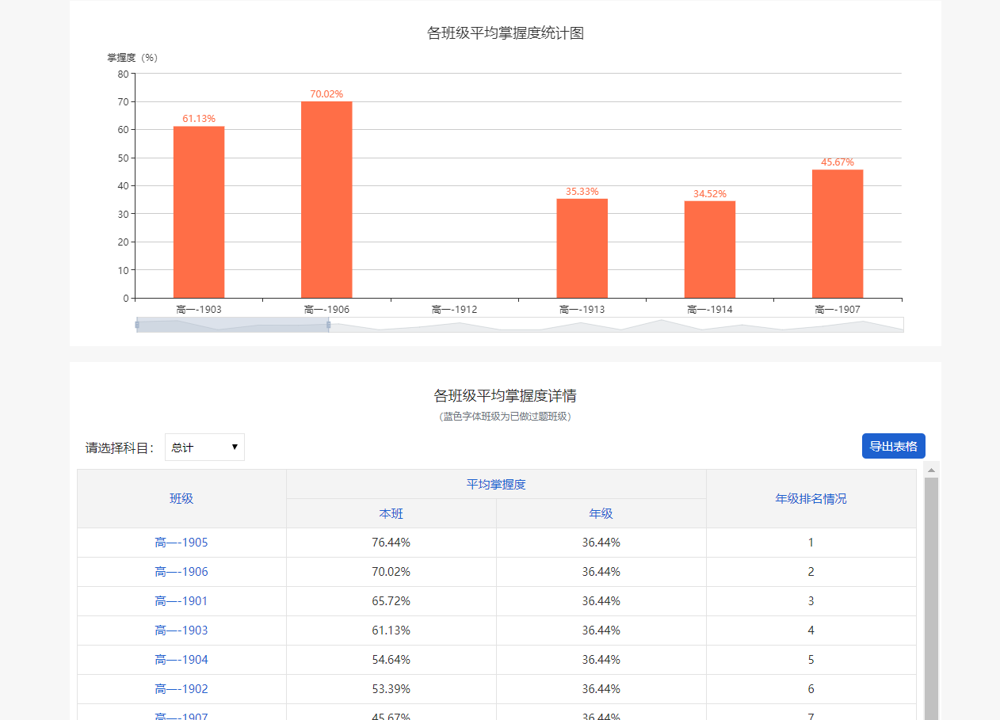 各班级平均掌握度统计图
掌握度（%）
80
70
60
50
40
30
20
10
0
61.13%
70.02%
35.33%
34.52%
45.67%
高一-1903 高一-1906 高一-1912 高一-1913 高一-1914 高一-1907
各班级平均掌握度详情
（蓝色字体班级为已做过题班级）
请选择科目： 总计 ▼ 导出表格
班级 平均掌握度 年级排名情况
本班 年级
高一-1905 76.44% 36.44% 1
高一-1906 70.02% 36.44% 2
高一-1901 65.72% 36.44% 3
高一-1903 61.13% 36.44% 4
高一-1904 54.64% 36.44% 5
高一-1902 53.39% 36.44% 6
高一-1907 45.67% 36.44% 7